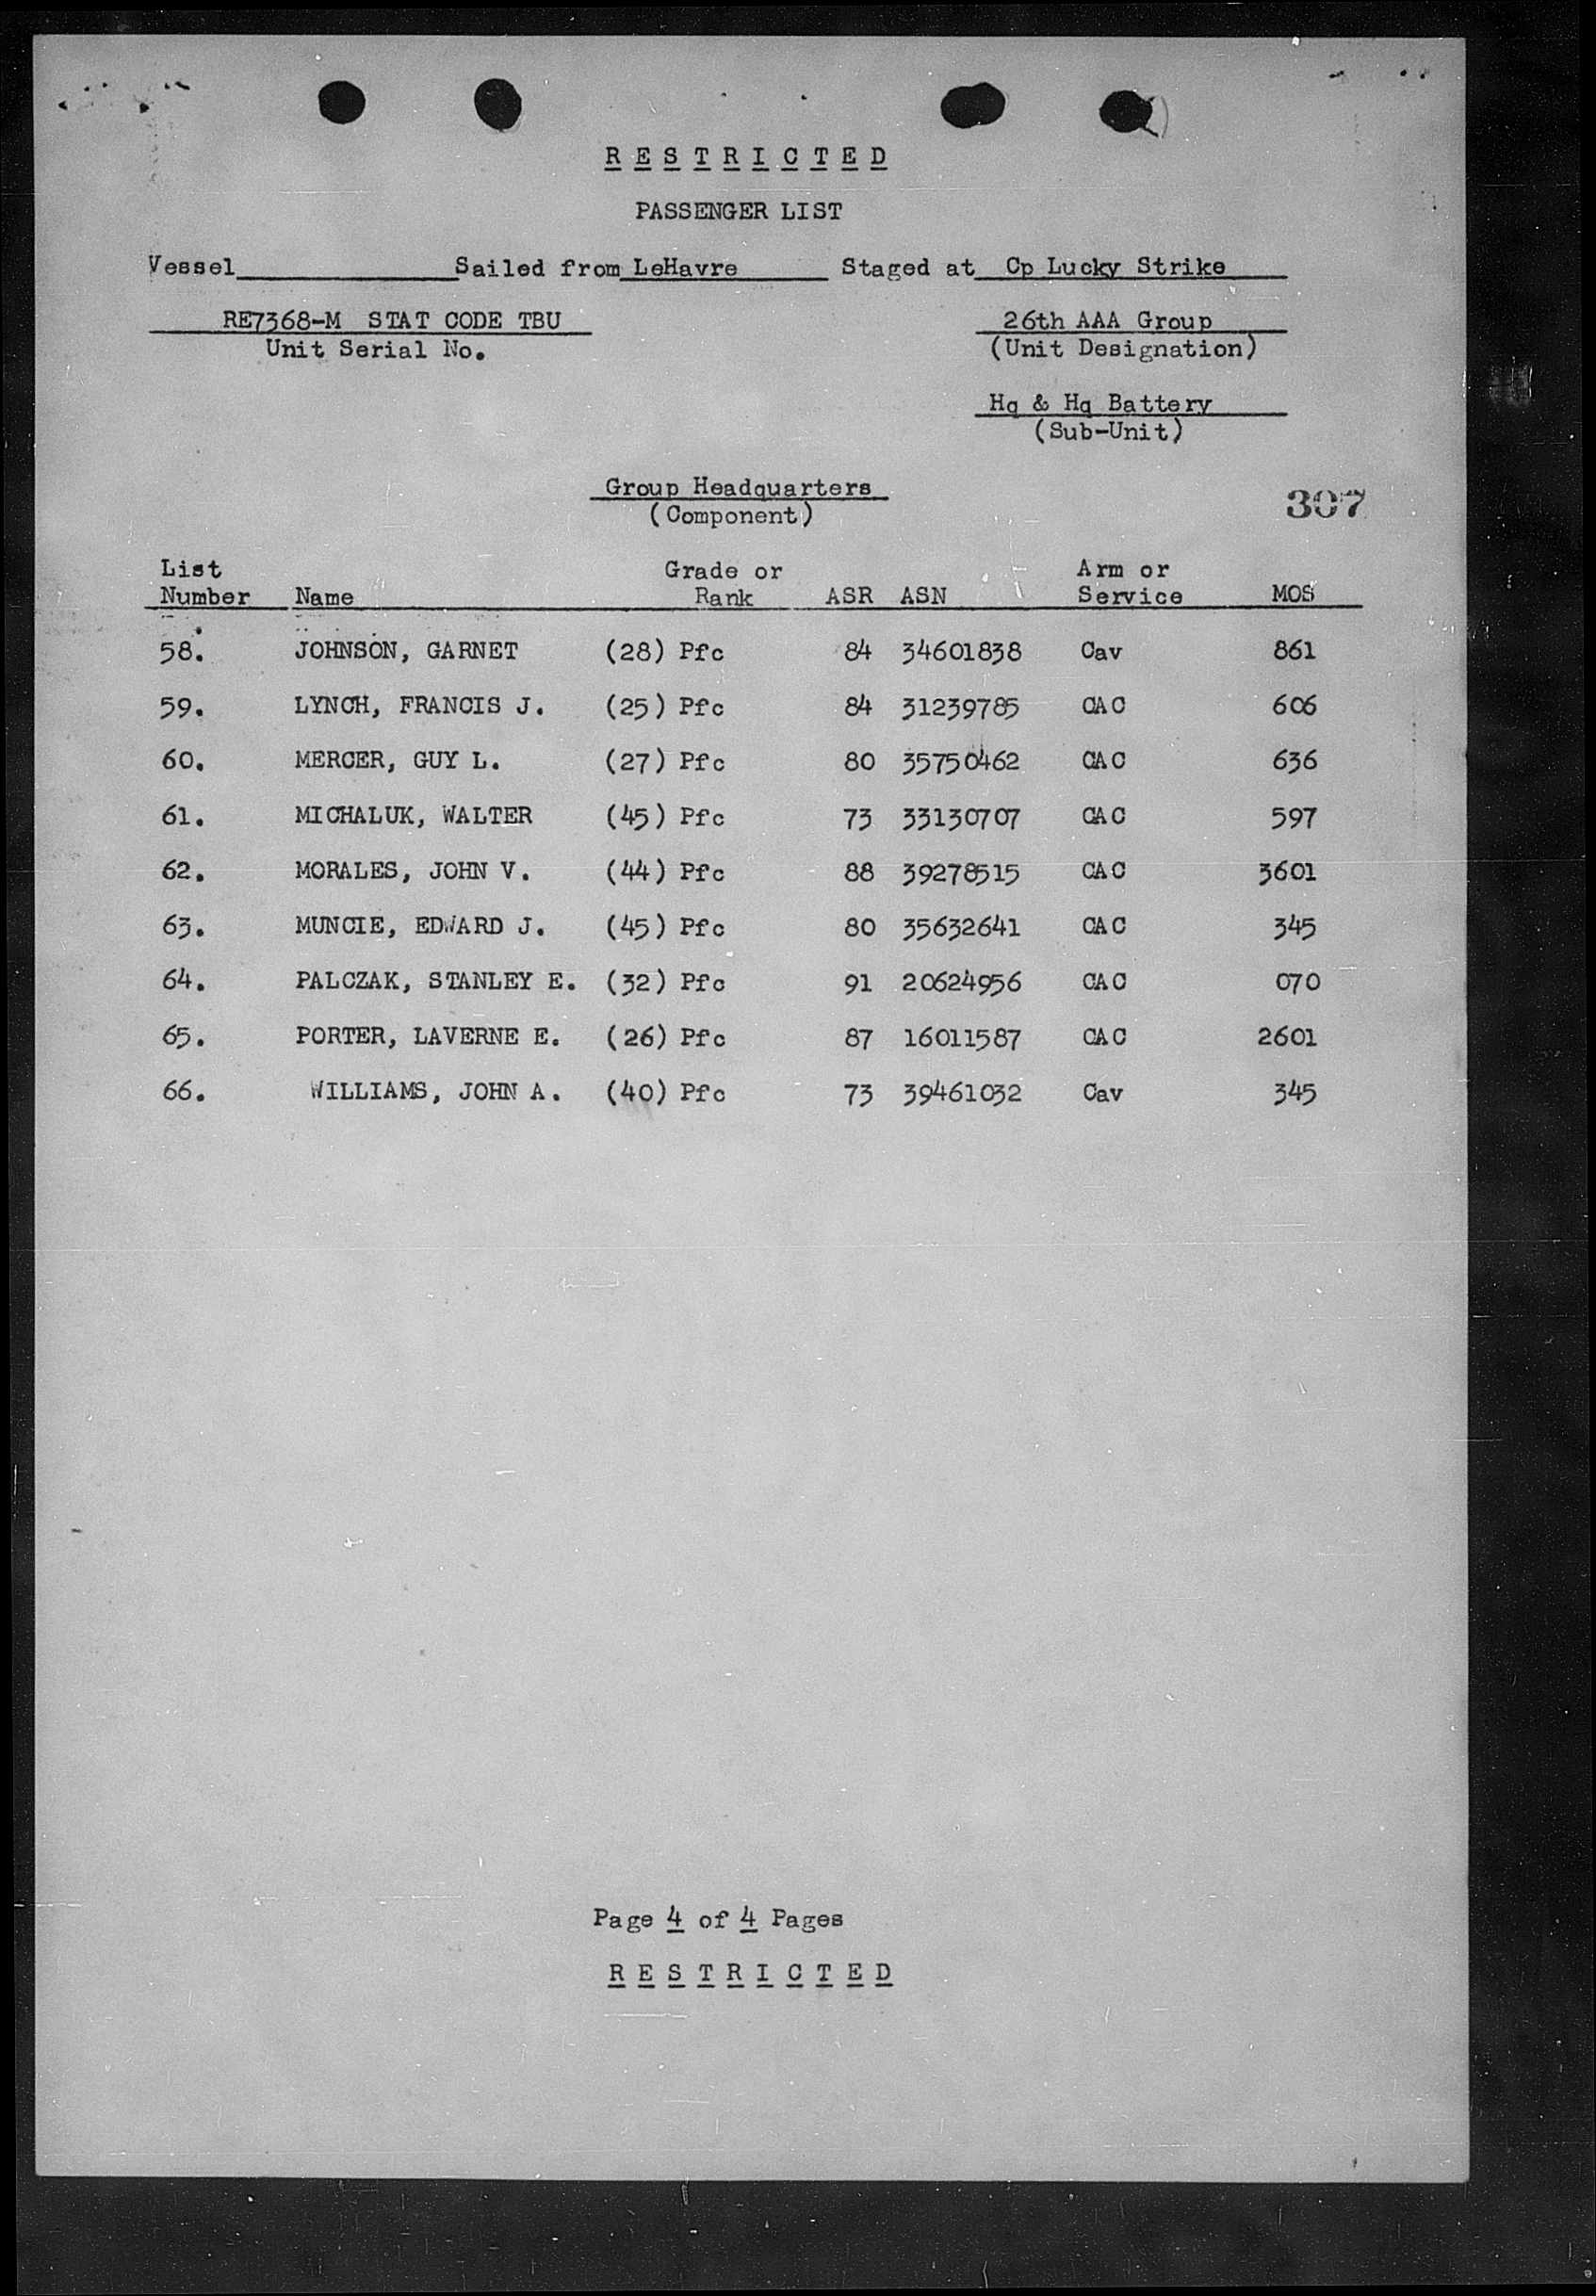 RESTRICTED
PASSENGER LIST
Vessel Sailed from LeHavre Staged at Cp Lucky Strike
RE7368-M STAT CODE TBU 26th AAA Group
Unit Serial No. (Unit Designation)
Hq & Hq Battery
(Sub-Unit)
Group Headquarters
(Component)
307
List Grade or Arm or
Number Name Rank ASR ASN Service MOS
58. JOHNSON, GARNET (28) Pfc 84 34601838 Cav 861
59. LYNCH, FRANCIS J. (25) Pfc 84 31239785 CAC 606
60. MERCER, GUY L. (27) Pfc 80 35750462 CAC 636
61. MICHALUK, WALTER (45) Pfc 73 33130707 CAC 597
62. MORALES, JOHN V. (44) Pfc 88 39278515 CAC 3601
63. MUNCIE, EDWARD J. (45) Pfc 80 35632641 CAC 345
64. PALCZAK, STANLEY E. (32) Pfc 91 20624956 CAC 070
65. PORTER, LAVERNE E. (26) Pfc 87 16011587 CAC 2601
66. WILLIAMS, JOHN A. (40) Pfc 73 39461032 Cav 345
Page 4 of 4 Pages
RESTRICTED